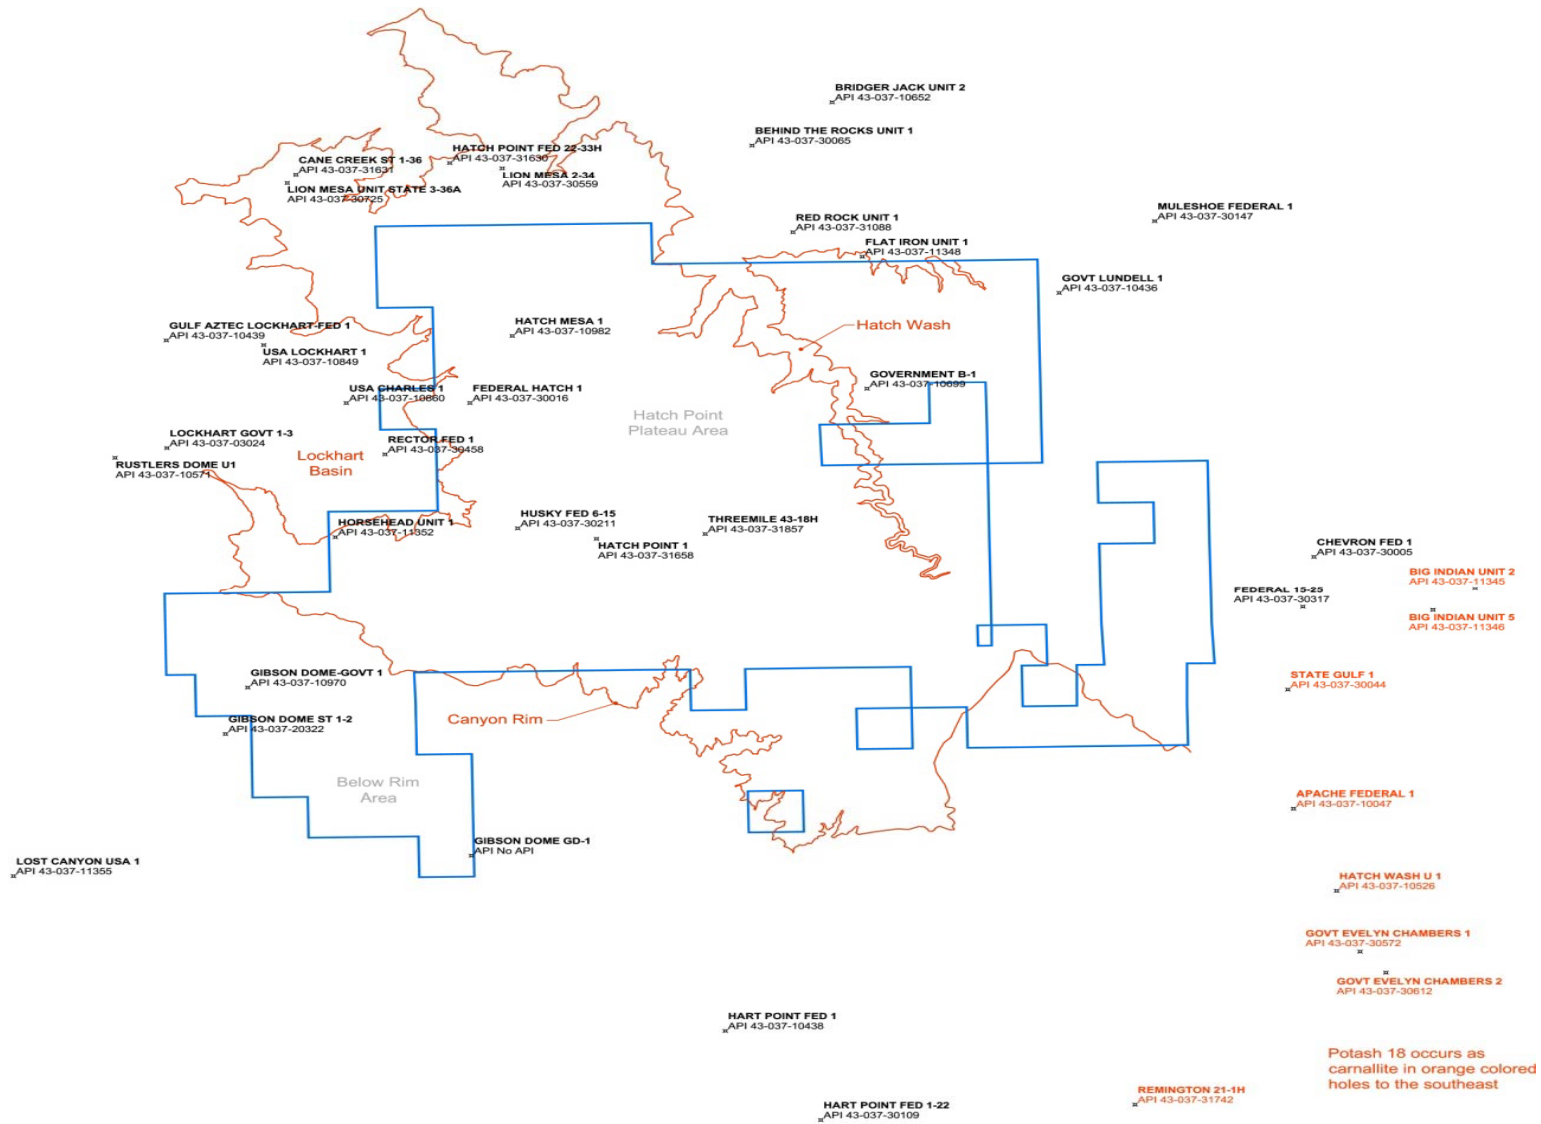 BRIDGER JACK UNIT 2
API 43-037-10652
BEHIND THE ROCKS UNIT 1
API 43-037-30065
HATCH POINT FED 22-33H
API 43-037-31630
CANE CREEK ST 1-36
API 43-037-31631
LION MESA 2-34
API 43-037-30559
LION MESA UNIT STATE 3-36A
API 43-037-30725
MULESHOE FEDERAL 1
API 43-037-30147
RED ROCK UNIT 1
API 43-037-31088
FLAT IRON UNIT 1
API 43-037-11348
GOVT LUNDELL 1
API 43-037-10436
HATCH MESA 1
API 43-037-10982
Hatch Wash
GULF AZTEC LOCKHART-FED 1
API 43-037-10439
USA LOCKHART 1
API 43-037-10849
GOVERNMENT B-1
API 43-037-10699
USA CHARLES 1
API 43-037-10860
FEDERAL HATCH 1
API 43-037-30016
Hatch Point
Plateau Area
LOCKHART GOVT 1-3
API 43-037-03024
RECTOR FED 1
API 43-037-30458
Lockhart
Basin
RUSTLERS DOME U1
API 43-037-10571
HORSEHEAD UNIT 1
API 43-037-11352
HUSKY FED 6-15
API 43-037-30211
THREEMILE 43-18H
API 43-037-31857
HATCH POINT 1
API 43-037-31658
CHEVRON FED 1
API 43-037-30005
BIG INDIAN UNIT 2
API 43-037-11345
FEDERAL 15-25
API 43-037-30317
BIG INDIAN UNIT 5
API 43-037-11346
GIBSON DOME-GOVT 1
API 43-037-10970
STATE GULF 1
API 43-037-30044
GIBSON DOME ST 1-2
API 43-037-20322
Canyon Rim
Below Rim
Area
APACHE FEDERAL 1
API 43-037-10047
GIBSON DOME GD-1
API No API
LOST CANYON USA 1
API 43-037-11355
HATCH WASH U 1
API 43-037-10526
GOVT EVELYN CHAMBERS 1
API 43-037-30572
GOVT EVELYN CHAMBERS 2
API 43-037-30612
HART POINT FED 1
API 43-037-10438
Potash 18 occurs as
carnallite in orange colored
holes to the southeast
REMINGTON 21-1H
API 43-037-31742
HART POINT FED 1-22
API 43-037-30109